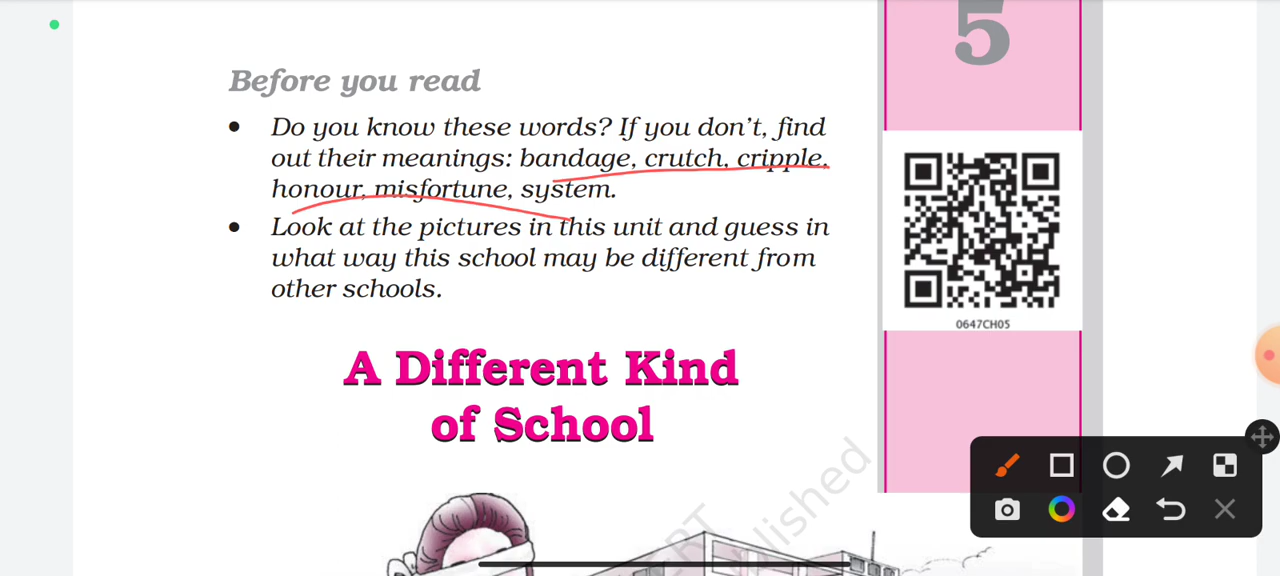 5
Before you read
• Do you know these words? If you don't, find
out their meanings: bandage, crutch, cripple,
honour, misfortune, system.
• Look at the pictures in this unit and guess in
what way this school may be different from
other schools.
0647CH05
A Different Kind
of School